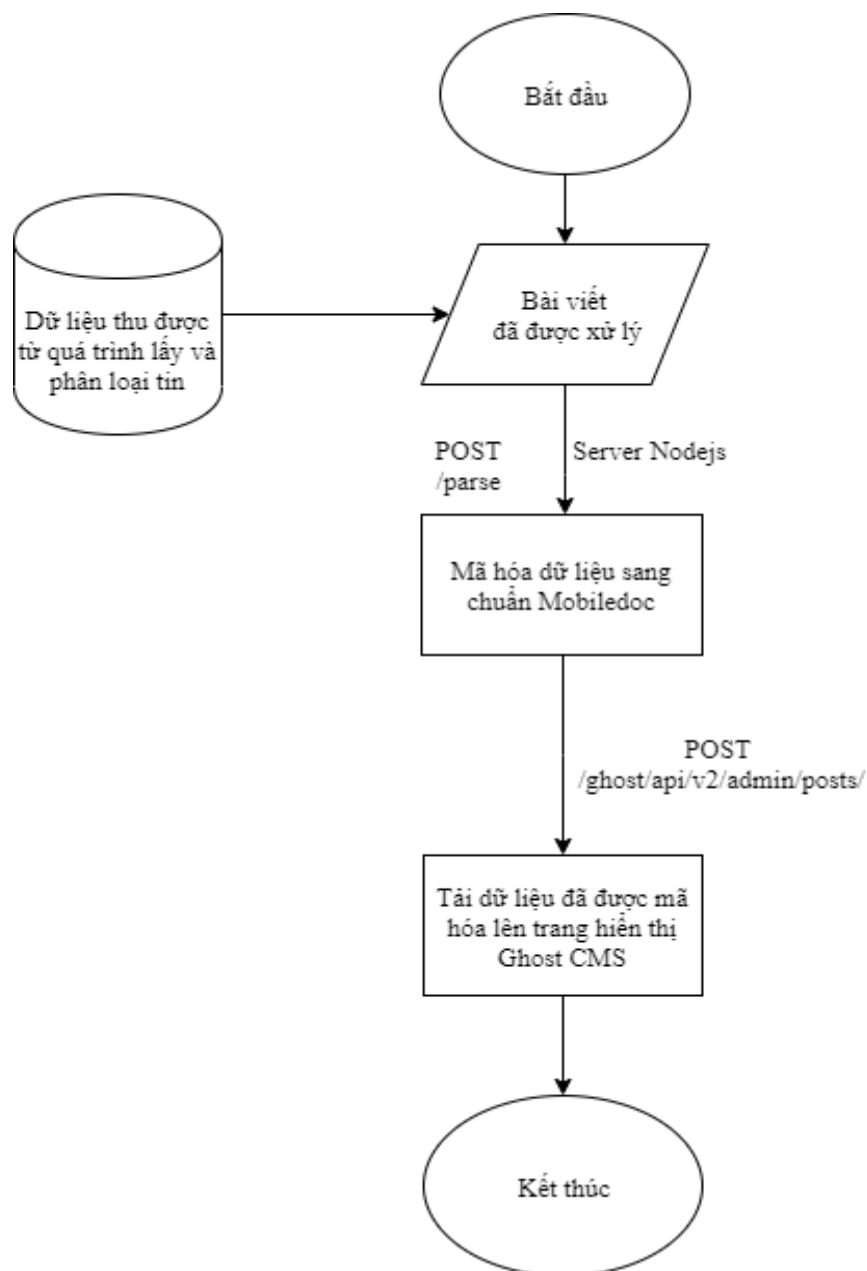 Bắt đầu
Dữ liệu thu được
từ quá trình lấy và
phân loại tin
Bài viết
đã được xử lý
POST
/parse
Server Nodejs
Mã hóa dữ liệu sang
chuẩn Mobiledoc
POST
/ghost/api/v2/admin/posts/
Tải dữ liệu đã được mã
hóa lên trang hiển thị
Ghost CMS
Kết thúc